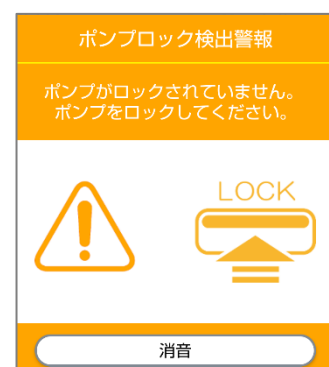 ポンプロック検出警報
ポンプがロックされていません。
ポンプをロックしてください。
LOCK
消音